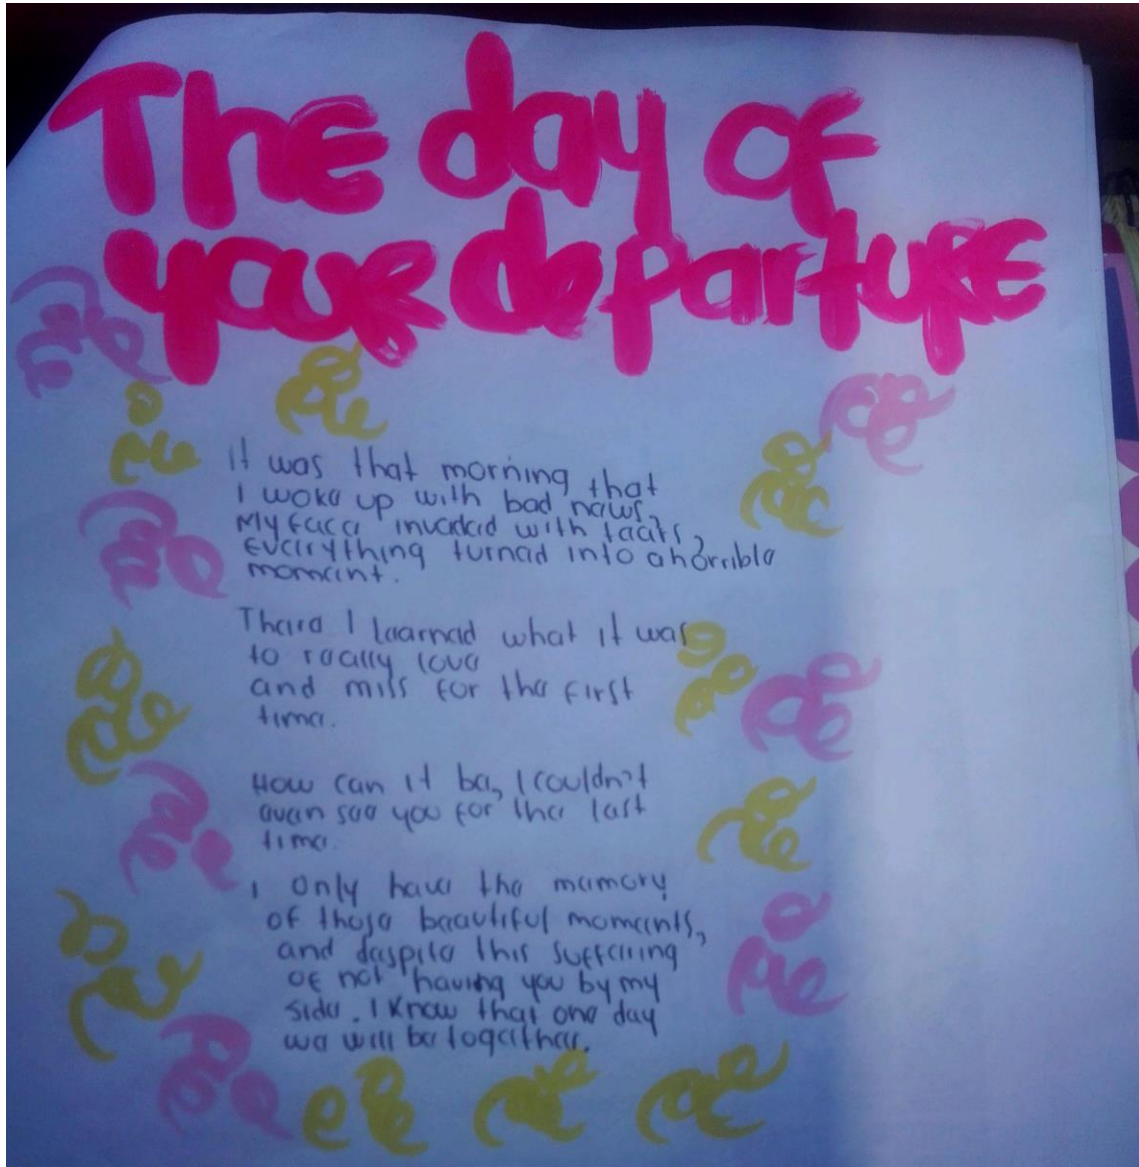 The day of
your departure
it was that morning that
I woke up with bad news,
My face invaded with tears,
Everything turned into a horrible
moment.
There I learned what it was
to really love
and miss for the first
time.
How can it be, I couldn't
even see you for the last
time.
I only have the memory
of those beautiful moments,
and despite this suffering
of not having you by my
side. I know that one day
we will be together.